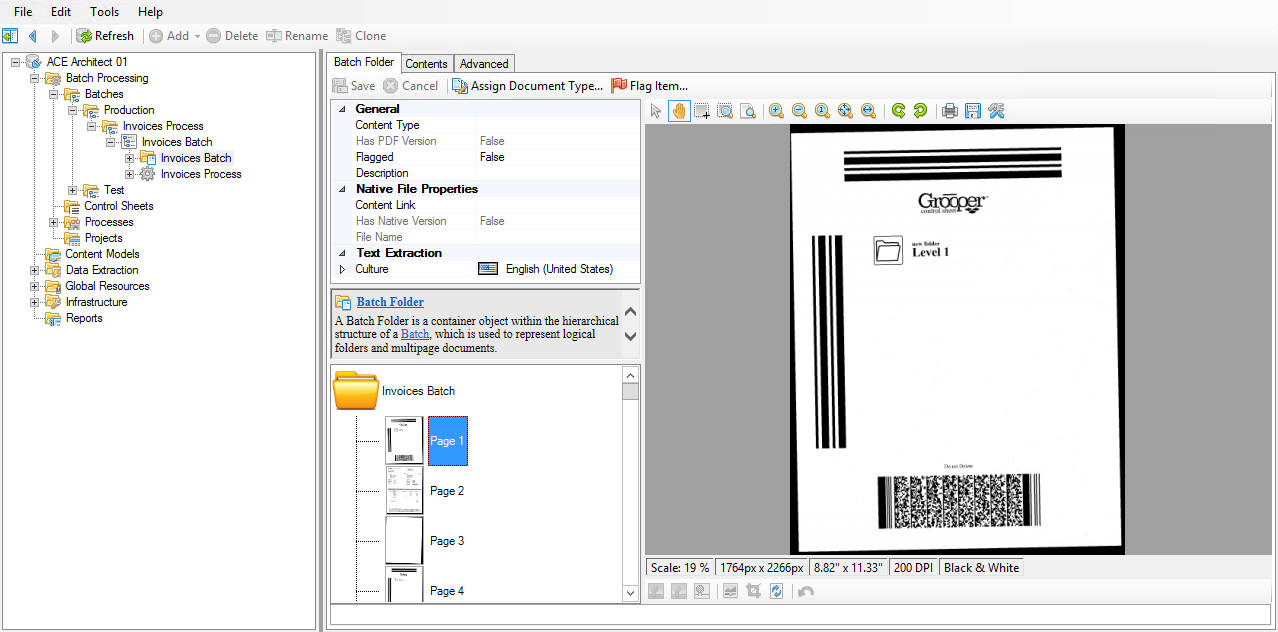 File Edit Tools Help
Refresh Add Delete Rename Clone
ACE Architect 01
Batch Processing
Batches
Production
Invoices Process
Invoices Batch
Invoices Batch
Invoices Process
Test
Control Sheets
Processes
Projects
Content Models
Data Extraction
Global Resources
Infrastructure
Reports
Batch Folder Contents Advanced
Save Cancel Assign Document Type... Flag Item...
General
Content Type
Has PDF Version False
Flagged False
Description
Native File Properties
Content Link
Has Native Version False
File Name
Text Extraction
Culture English (United States)
Batch Folder
A Batch Folder is a container object within the hierarchical
structure of a Batch, which is used to represent logical
folders and multipage documents.
Invoices Batch
Page 1
Page 2
Page 3
Page 4
Grooper
control sheet
new folder
Level 1
Do not Delete
Scale: 19 % 1764px x 2266px 8.82" x 11.33" 200 DPI Black & White